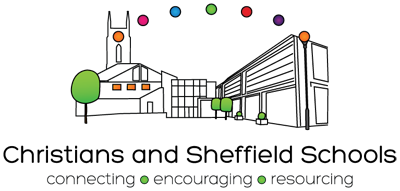 Christians and Sheffield Schools
connecting ● encouraging ● resourcing